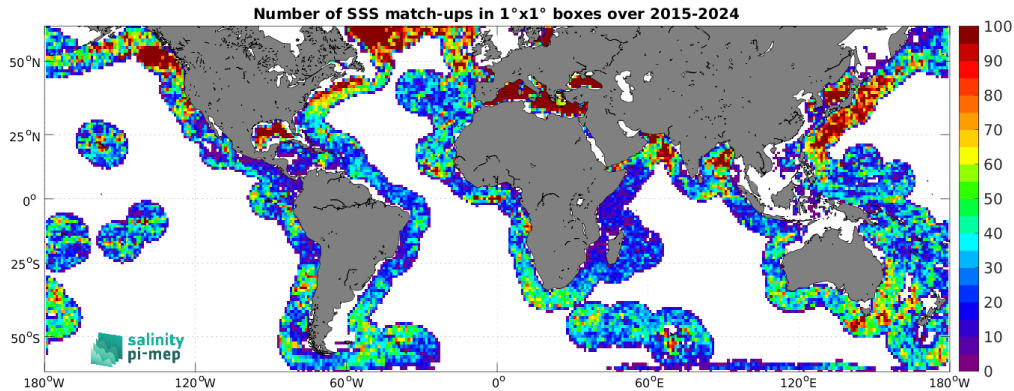 Number of SSS match-ups in 1°x1° boxes over 2015-2024
100
90
80
70
60
50
40
30
20
10
0
50°N
25°N
0°
25°S
50°S
salinity
pi-mep
180°W
120°W
60°W
0°
60°E
120°E
180°W